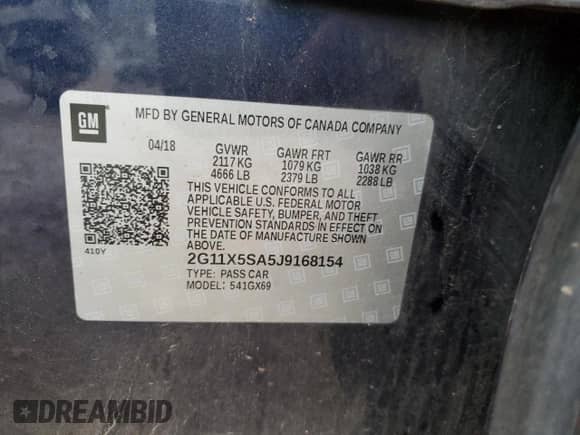 GM
MFD BY GENERAL MOTORS OF CANADA COMPANY
04/18 GVWR GAWR FRT GAWR RR
2117 KG 1079 KG 1038 KG
4666 LB 2379 LB 2288 LB
THIS VEHICLE CONFORMS TO ALL
APPLICABLE U.S. FEDERAL MOTOR
VEHICLE SAFETY, BUMPER, AND THEFT
PREVENTION STANDARDS IN EFFECT ON
THE DATE OF MANUFACTURE SHOWN
ABOVE.
410Y
2G11X5SA5J9168154
TYPE: PASS CAR
MODEL: 541GX69
DREAMBID